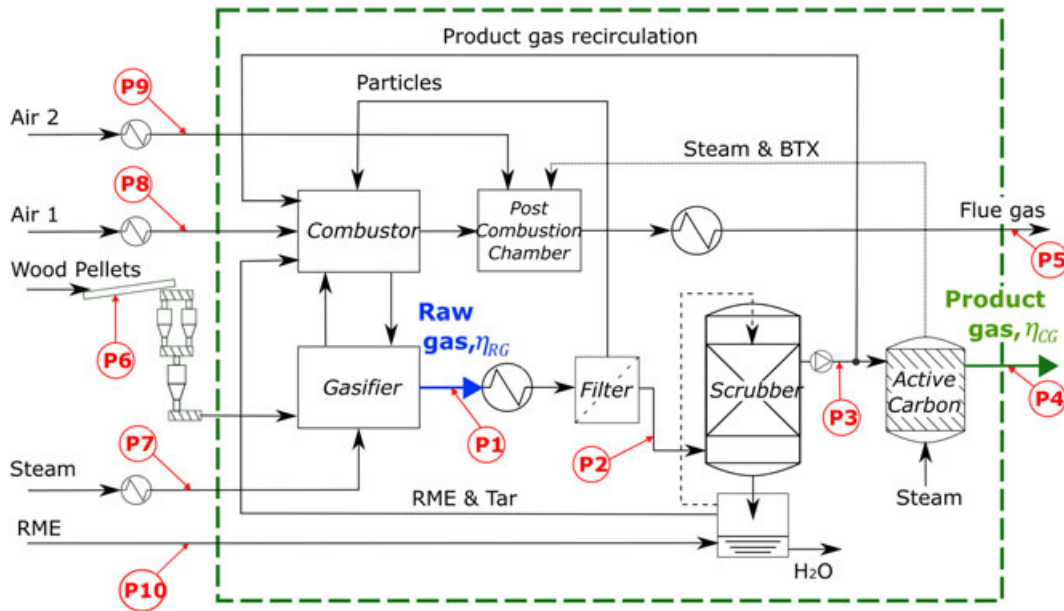 Product gas recirculation
P9
Particles
Air 2
Steam & BTX
P8
Air 1
Combustor
Post
Combustion
Chamber
Flue gas
P5
Wood Pellets
P6
Raw
gas,ηRG
Product
gas,ηCG
Gasifier
Filter
Scrubber
Active
Carbon
P1
P3
P4
P2
P7
Steam
RME & Tar
Steam
RME
P10
H₂O